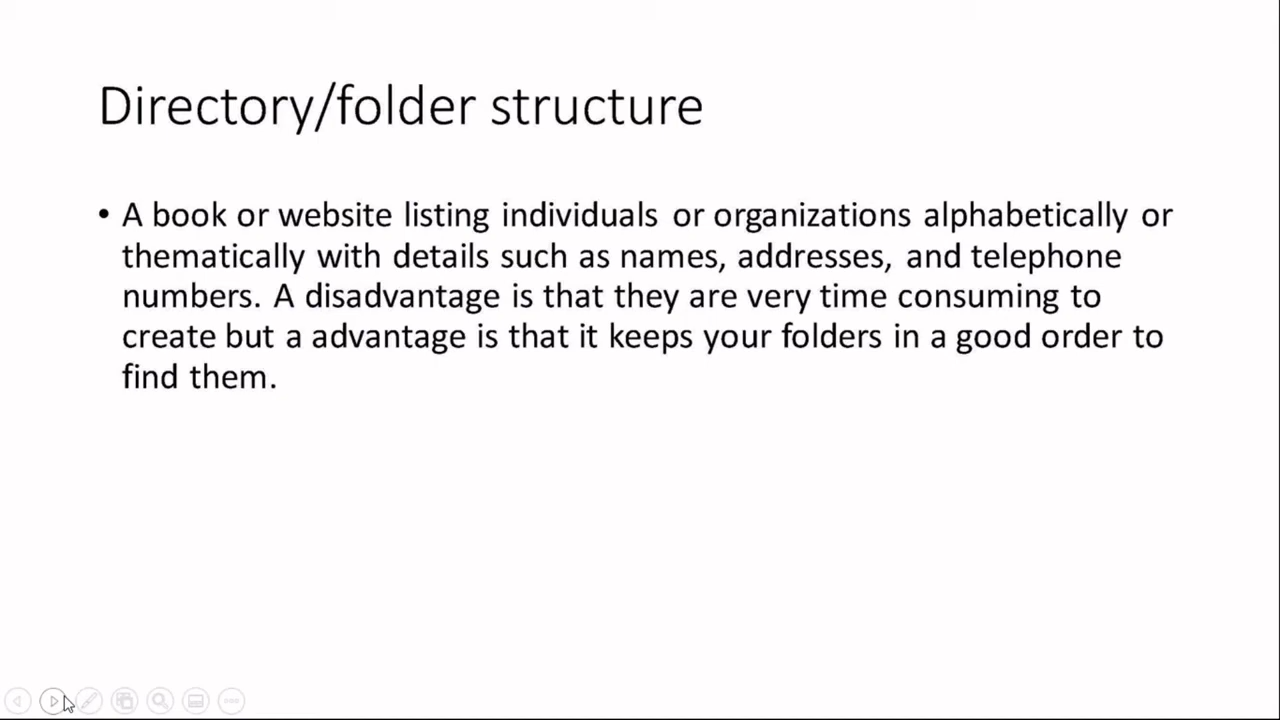 Directory/folder structure
• A book or website listing individuals or organizations alphabetically or
thematically with details such as names, addresses, and telephone
numbers. A disadvantage is that they are very time consuming to
create but a advantage is that it keeps your folders in a good order to
find them.